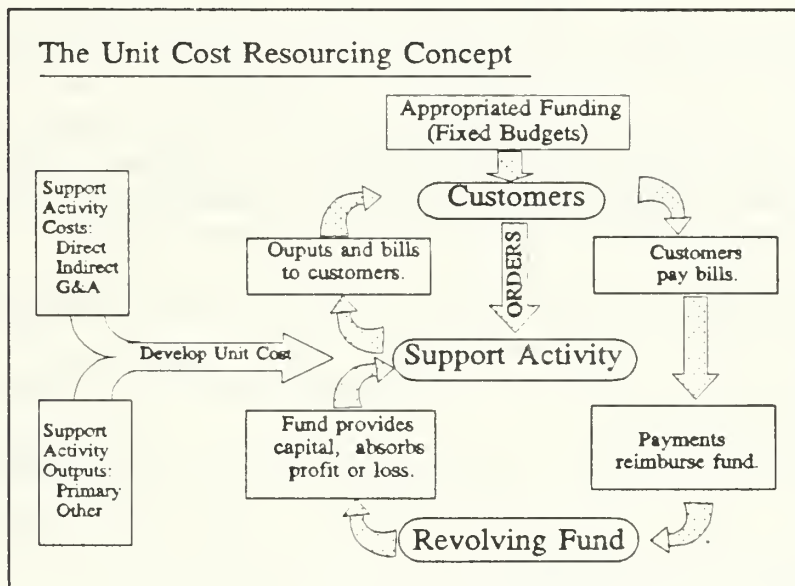 The Unit Cost Resourcing Concept
Appropriated Funding
(Fixed Budgets)
Customers
Support
Activity
Costs:
Direct
Indirect
G&A
Ouputs and bills
to customers.
ORDERS
Customers
pay bills.
Develop Unit Cost
Support Activity
Support
Activity
Outputs:
Primary
Other
Fund provides
capital, absorbs
profit or loss.
Payments
reimburse fund.
Revolving Fund